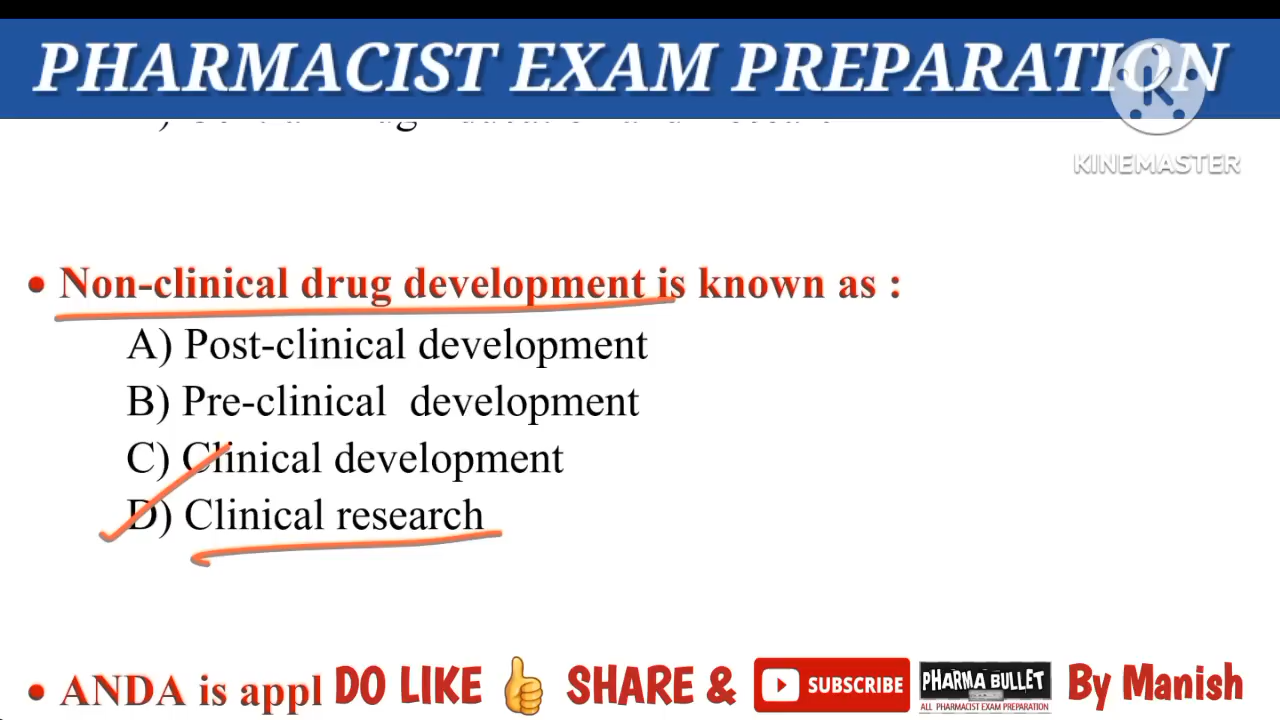 PHARMACIST EXAM PREPARATION
KINEMASTER
• Non-clinical drug development is known as :
A) Post-clinical development
B) Pre-clinical development
C) Clinical development
D) Clinical research
• ANDA is appl
DO LIKE 👍 SHARE & SUBSCRIBE
PHARMA BULLET
ALL PHARMACIST EXAM PREPARATION
By Manish